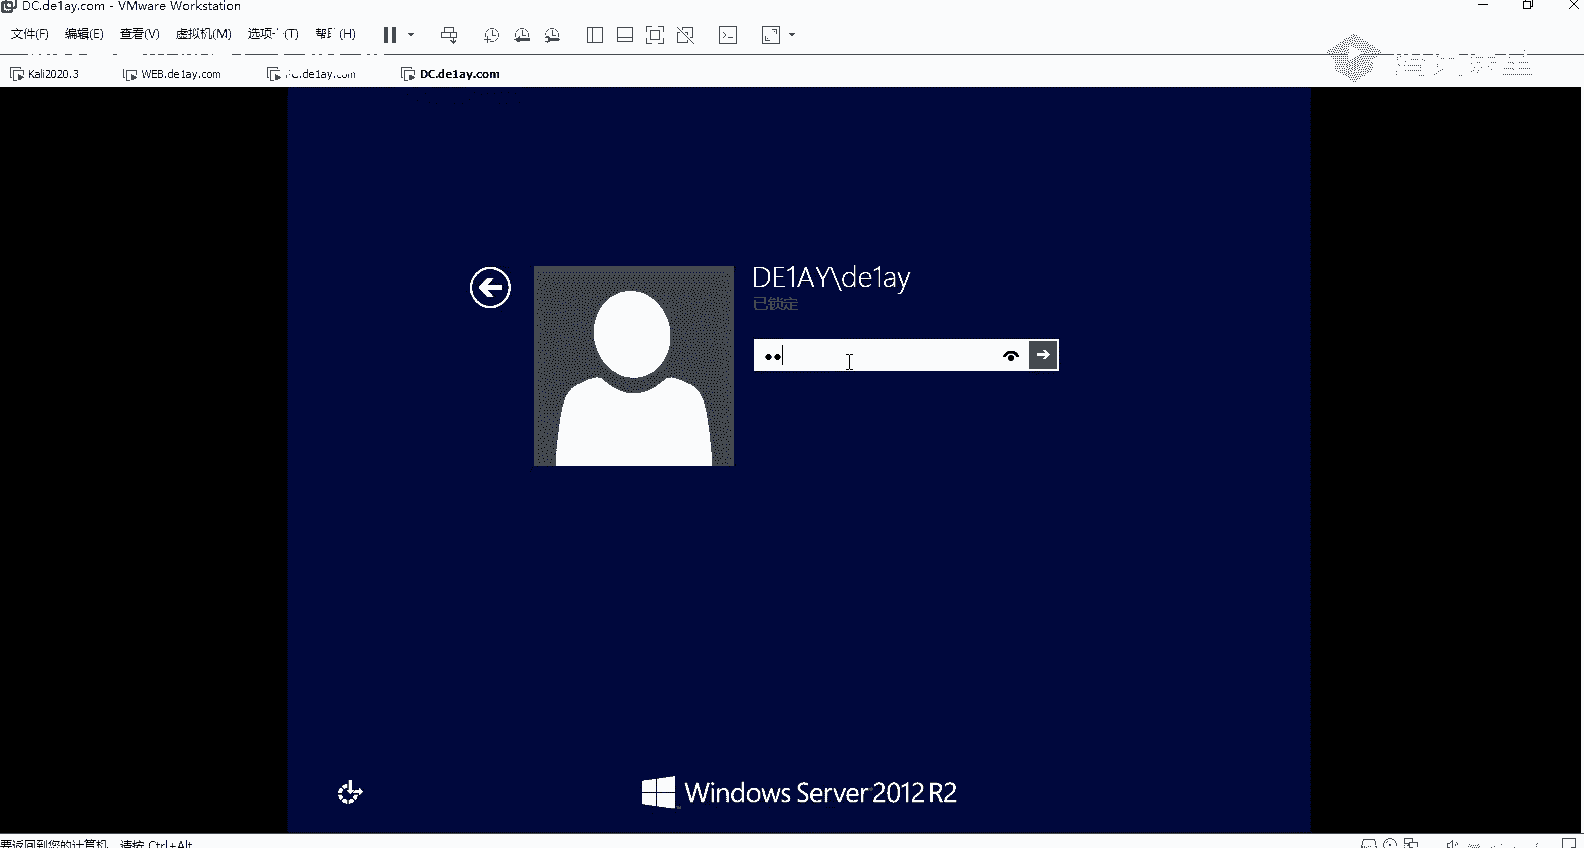 DC.de1ay.com - VMware Workstation
文件(F) 编辑(E) 查看(V) 虚拟机(M) 选项卡(T) 帮助(H)
Kali2020.3 WEB.de1ay.com .de1ay.com DC.de1ay.com
DE1AY\de1ay
已锁定
Windows Server 2012 R2
要返回到您的计算机，请按 Ctrl+Alt